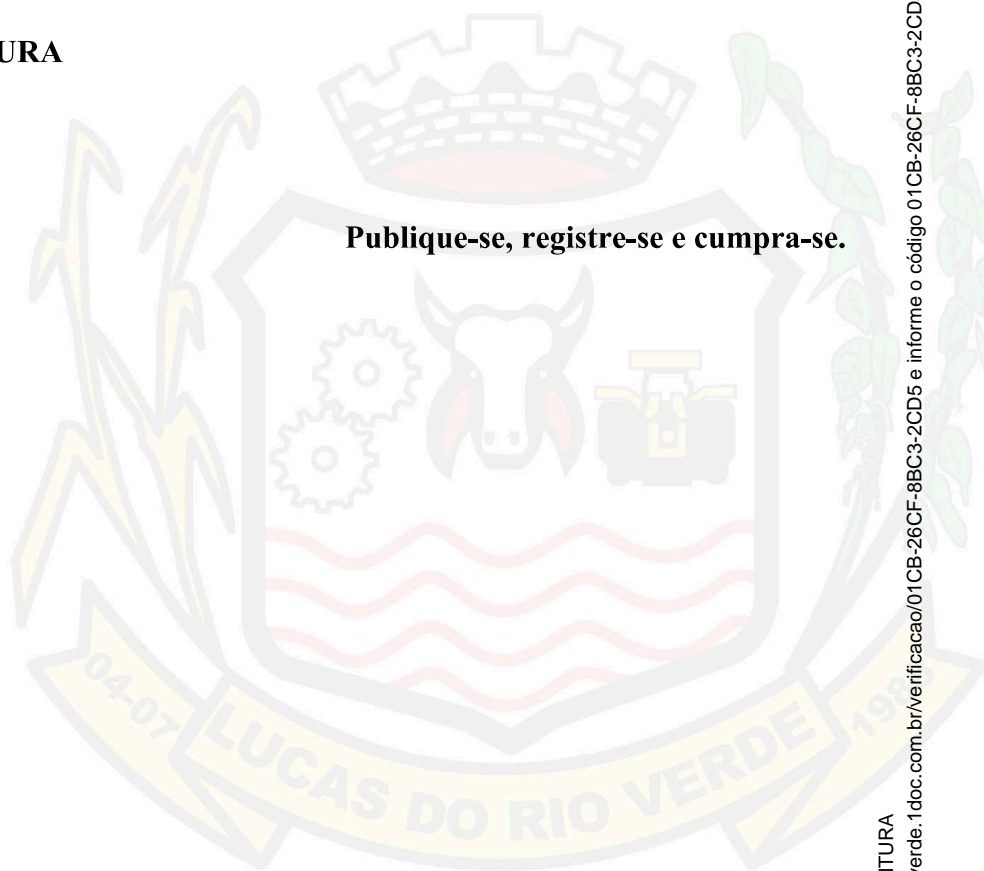 URA
Publique-se, registre-se e cumpra-se.
04-07 LUCAS DO RIO VERDE
ITURA
verde.1doc.com.br/verificacao/01CB-26CF-8BC3-2CD5 e informe o código 01CB-26CF-8BC3-2CD